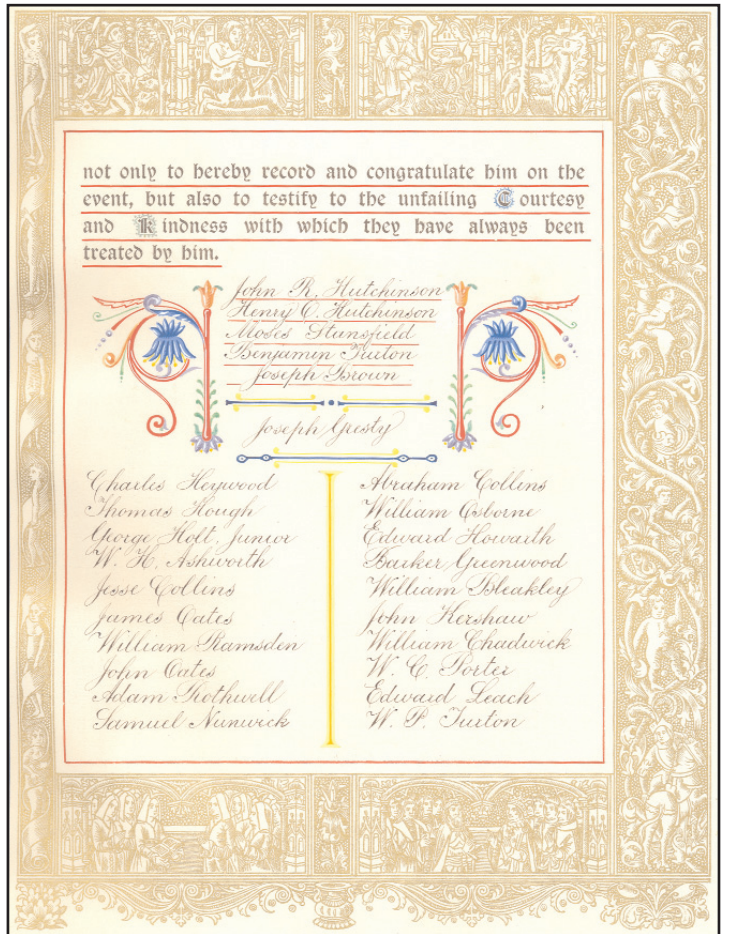 not only to hereby record and congratulate him on the
event, but also to testify to the unfailing Courtesy
and Kindness with which they have always been
treated by him.
John R. Hutchinson
Henry O. Hutchinson
Moses Stansfield
Benjamin Turton
Joseph Brown
Joseph Gristy
Charles Heywood
Thomas Hough
George Holt, Junior
W. H. Ashworth
Jesse Collins
James Oates
William Ramsden
John Oates
Adam Rothwell
Samuel Nunwick
Abraham Collins
William Osborne
Edward Howarth
Barker Greenwood
William Bleakley
John Kershaw
William Chadwick
W. C. Porter
Edward Leach
W. P. Turton